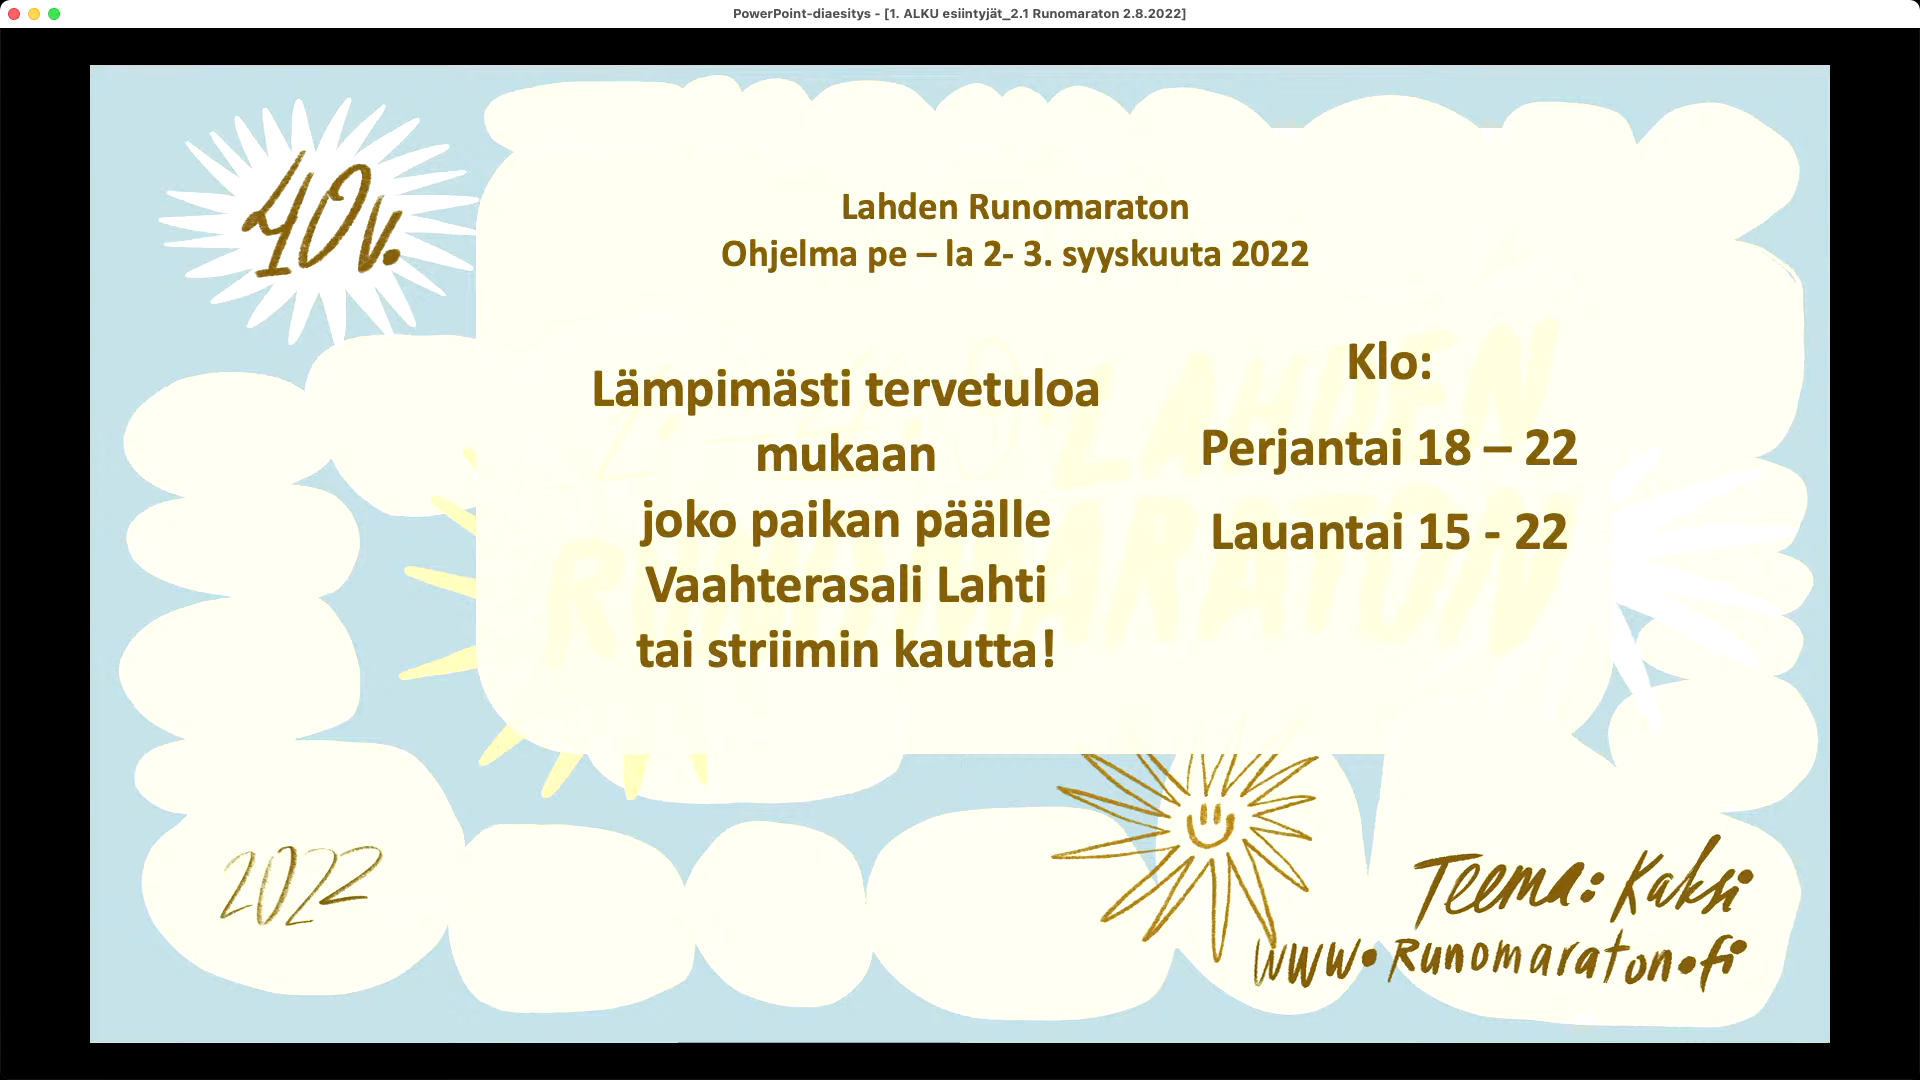 PowerPoint-diaesitys - [1. ALKU esiintyjät_2.1 Runomaraton 2.8.2022]
40v.
Lahden Runomaraton
Ohjelma pe – la 2- 3. syyskuuta 2022
Lämpimästi tervetuloa
mukaan
joko paikan päälle
Vaahterasali Lahti
tai striimin kautta!
Klo:
Perjantai 18 – 22
Lauantai 15 - 22
LAHDEN
RUNOMARATON
2022
Teema: Kaksi
www.Runomaraton.fi